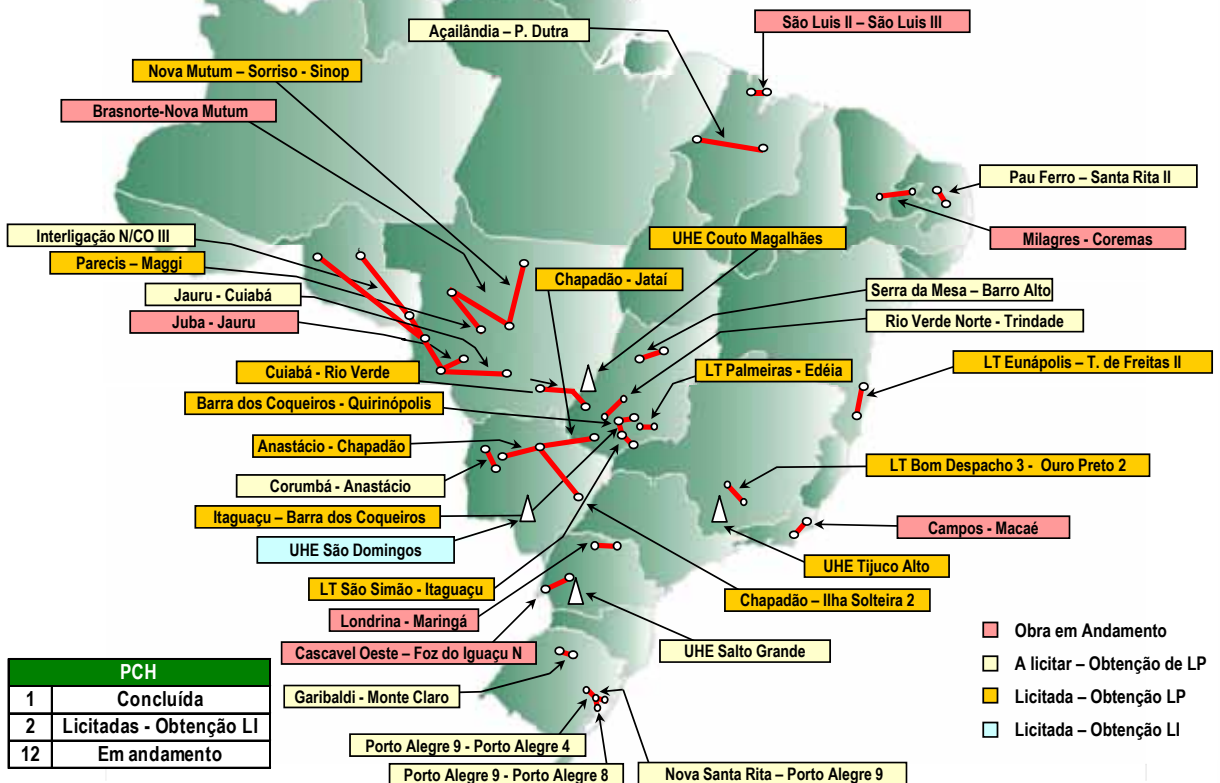 São Luis II – São Luis III
Açailândia – P. Dutra
Nova Mutum – Sorriso - Sinop
Brasnorte-Nova Mutum
Pau Ferro – Santa Rita II
Interligação N/CO III
UHE Couto Magalhães
Milagres - Coremas
Parecis – Maggi
Chapadão - Jataí
Jauru - Cuiabá
Serra da Mesa – Barro Alto
Juba - Jauru
Rio Verde Norte - Trindade
Cuiabá - Rio Verde
LT Palmeiras - Edéia
LT Eunápolis – T. de Freitas II
Barra dos Coqueiros - Quirinópolis
Anastácio - Chapadão
LT Bom Despacho 3 - Ouro Preto 2
Corumbá - Anastácio
Itaguaçu – Barra dos Coqueiros
Campos - Macaé
UHE São Domingos
UHE Tijuco Alto
LT São Simão - Itaguaçu
Chapadão – Ilha Solteira 2
Londrina - Maringá
Cascavel Oeste – Foz do Iguaçu N
UHE Salto Grande
Garibaldi - Monte Claro
Porto Alegre 9 - Porto Alegre 4
Porto Alegre 9 - Porto Alegre 8
Nova Santa Rita – Porto Alegre 9
Obra em Andamento
A licitar – Obtenção de LP
Licitada – Obtenção LP
Licitada – Obtenção LI
PCH
1 Concluída
2 Licitadas - Obtenção LI
12 Em andamento